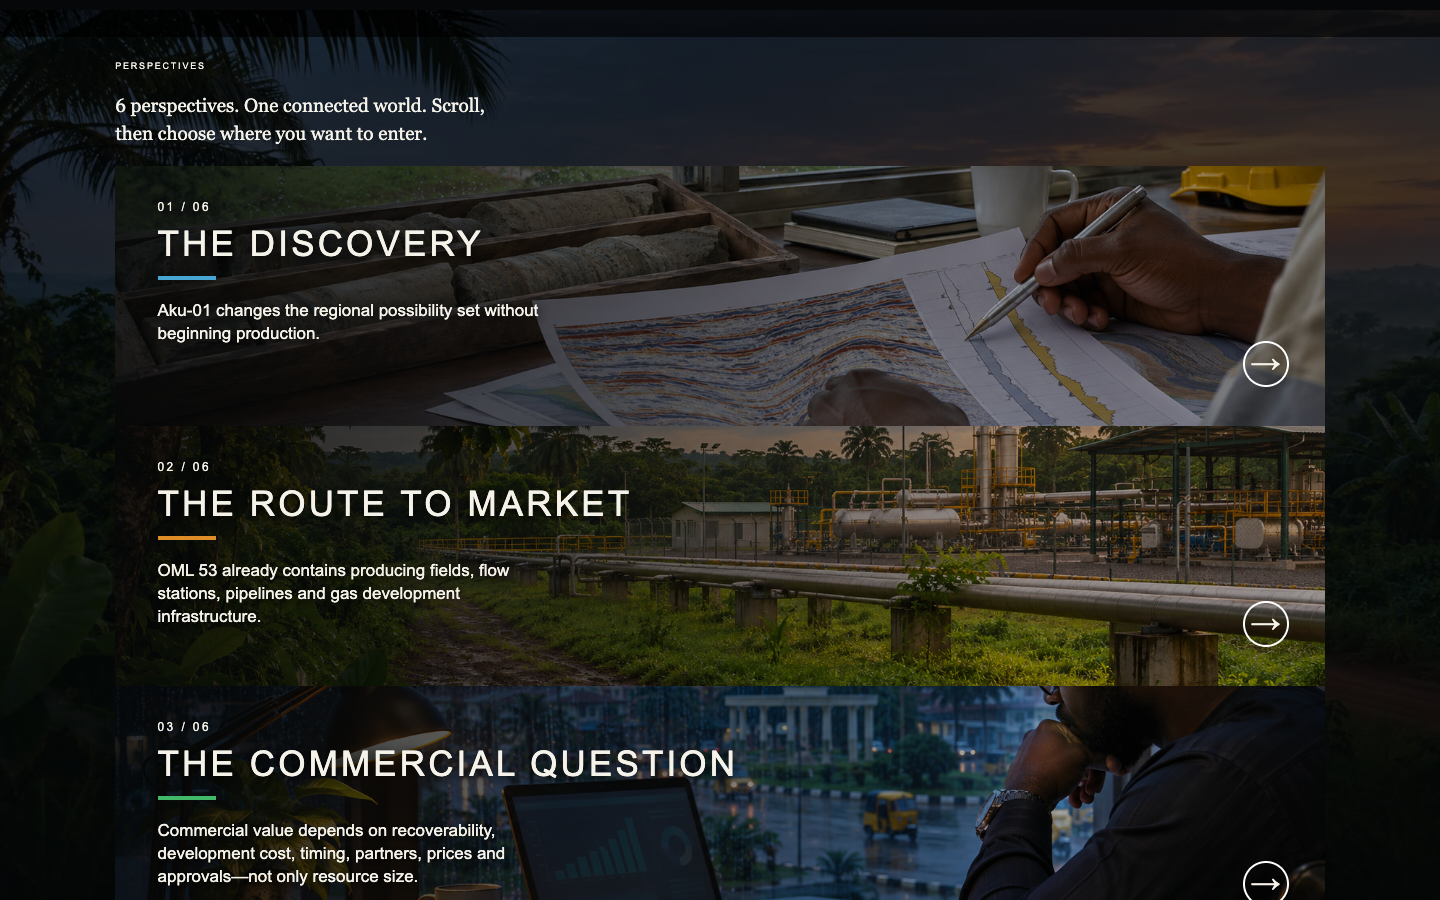 PERSPECTIVES
6 perspectives. One connected world. Scroll,
then choose where you want to enter.
01 / 06
THE DISCOVERY
Aku-01 changes the regional possibility set without
beginning production.
02 / 06
THE ROUTE TO MARKET
OML 53 already contains producing fields, flow
stations, pipelines and gas development
infrastructure.
03 / 06
THE COMMERCIAL QUESTION
Commercial value depends on recoverability,
development cost, timing, partners, prices and
approvals—not only resource size.